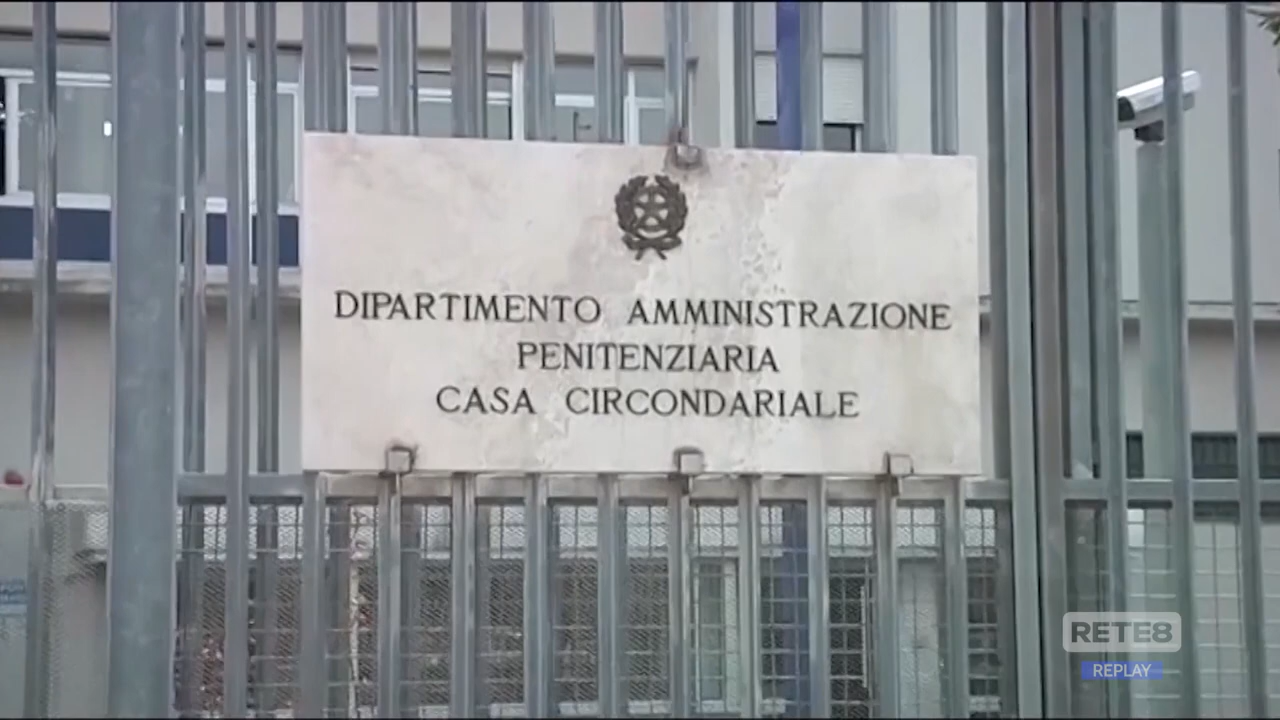 DIPARTIMENTO AMMINISTRAZIONE
PENITENZIARIA
CASA CIRCONDARIALE
RETE8
REPLAY